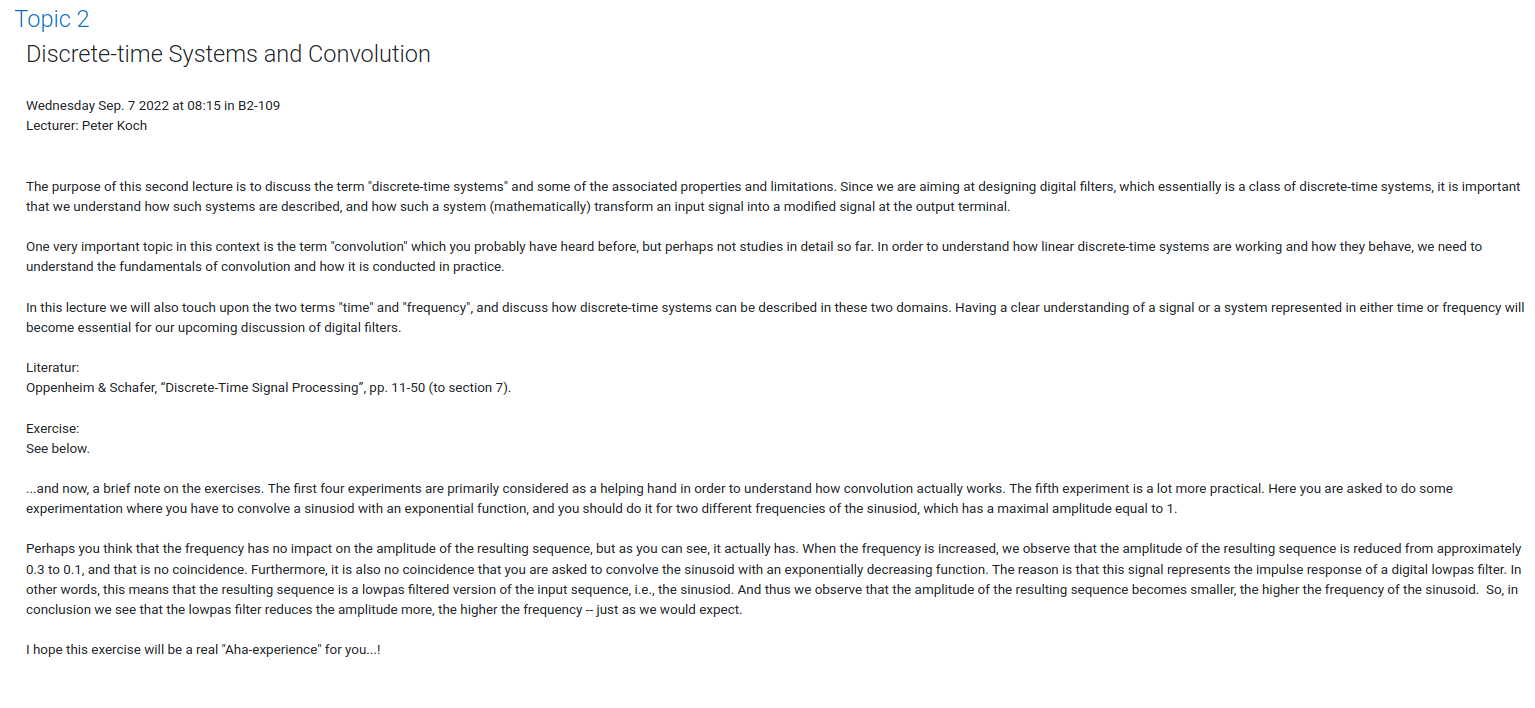 Topic 2
Discrete-time Systems and Convolution
Wednesday Sep. 7 2022 at 08:15 in B2-109
Lecturer: Peter Koch
The purpose of this second lecture is to discuss the term "discrete-time systems" and some of the associated properties and limitations. Since we are aiming at designing digital filters, which essentially is a class of discrete-time systems, it is important
that we understand how such systems are described, and how such a system (mathematically) transform an input signal into a modified signal at the output terminal.
One very important topic in this context is the term "convolution" which you probably have heard before, but perhaps not studies in detail so far. In order to understand how linear discrete-time systems are working and how they behave, we need to
understand the fundamentals of convolution and how it is conducted in practice.
In this lecture we will also touch upon the two terms "time" and "frequency", and discuss how discrete-time systems can be described in these two domains. Having a clear understanding of a signal or a system represented in either time or frequency will
become essential for our upcoming discussion of digital filters.
Literatur:
Oppenheim & Schafer, “Discrete-Time Signal Processing”, pp. 11-50 (to section 7).
Exercise:
See below.
...and now, a brief note on the exercises. The first four experiments are primarily considered as a helping hand in order to understand how convolution actually works. The fifth experiment is a lot more practical. Here you are asked to do some
experimentation where you have to convolve a sinusiod with an exponential function, and you should do it for two different frequencies of the sinusiod, which has a maximal amplitude equal to 1.
Perhaps you think that the frequency has no impact on the amplitude of the resulting sequence, but as you can see, it actually has. When the frequency is increased, we observe that the amplitude of the resulting sequence is reduced from approximately
0.3 to 0.1, and that is no coincidence. Furthermore, it is also no coincidence that you are asked to convolve the sinusoid with an exponentially decreasing function. The reason is that this signal represents the impulse response of a digital lowpas filter. In
other words, this means that the resulting sequence is a lowpas filtered version of the input sequence, i.e., the sinusiod. And thus we observe that the amplitude of the resulting sequence becomes smaller, the higher the frequency of the sinusoid. So, in
conclusion we see that the lowpas filter reduces the amplitude more, the higher the frequency -- just as we would expect.
I hope this exercise will be a real "Aha-experience" for you...!